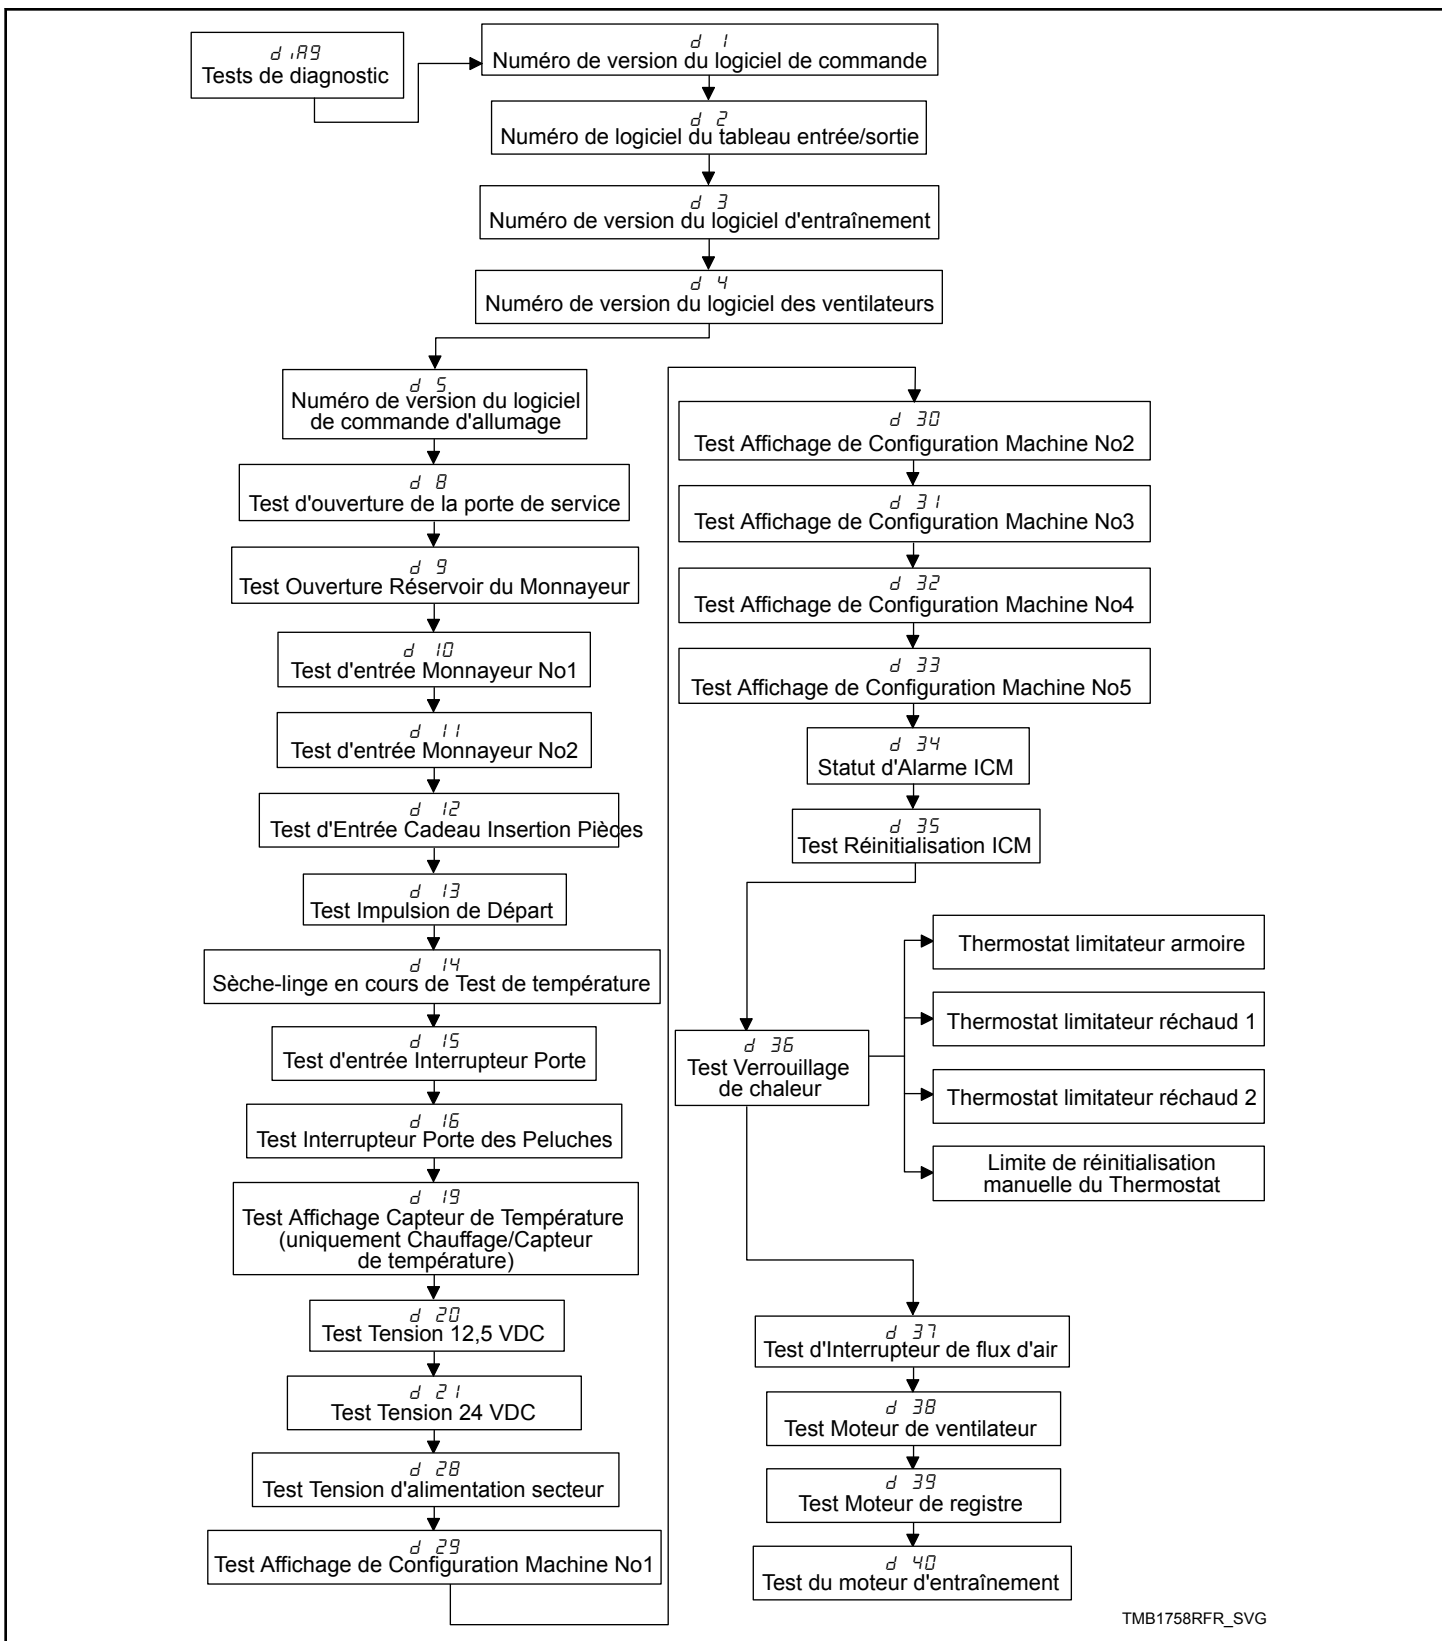 d iAg
Tests de diagnostic
d 1
Numéro de version du logiciel de commande
d 2
Numéro de logiciel du tableau entrée/sortie
d 3
Numéro de version du logiciel d'entraînement
d 4
Numéro de version du logiciel des ventilateurs
d 5
Numéro de version du logiciel
de commande d'allumage
d 8
Test d'ouverture de la porte de service
d 9
Test Ouverture Réservoir du Monnayeur
d 10
Test d'entrée Monnayeur No1
d 11
Test d'entrée Monnayeur No2
d 12
Test d'Entrée Cadeau Insertion Pièces
d 13
Test Impulsion de Départ
d 14
Sèche-linge en cours de Test de température
d 15
Test d'entrée Interrupteur Porte
d 16
Test Interrupteur Porte des Peluches
d 19
Test Affichage Capteur de Température
(uniquement Chauffage/Capteur
de température)
d 20
Test Tension 12,5 VDC
d 21
Test Tension 24 VDC
d 28
Test Tension d'alimentation secteur
d 29
Test Affichage de Configuration Machine No1
d 30
Test Affichage de Configuration Machine No2
d 31
Test Affichage de Configuration Machine No3
d 32
Test Affichage de Configuration Machine No4
d 33
Test Affichage de Configuration Machine No5
d 34
Statut d'Alarme ICM
d 35
Test Réinitialisation ICM
d 36
Test Verrouillage
de chaleur
Thermostat limitateur armoire
Thermostat limitateur réchaud 1
Thermostat limitateur réchaud 2
Limite de réinitialisation
manuelle du Thermostat
d 37
Test d'Interrupteur de flux d'air
d 38
Test Moteur de ventilateur
d 39
Test Moteur de registre
d 40
Test du moteur d'entraînement
TMB1758RFR_SVG